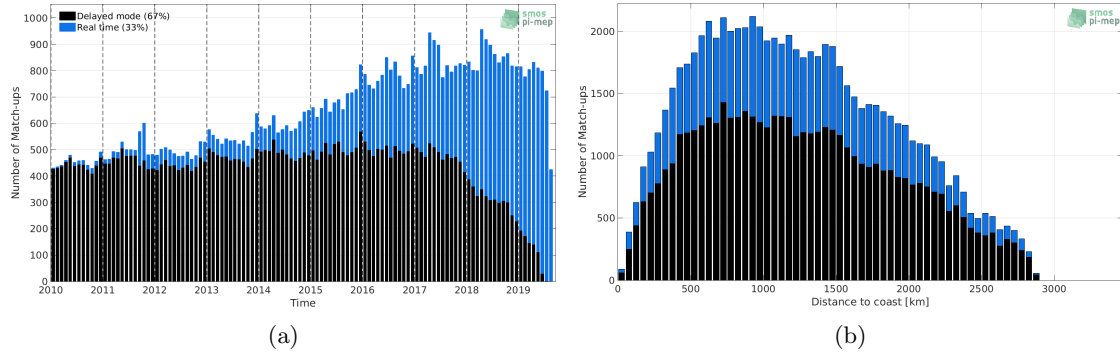 Delayed mode (67%)
Real time (33%)
smos
pi-mep
1000
900
800
700
600
500
400
300
200
100
0
Number of Match-ups
2010 2011 2012 2013 2014 2015 2016 2017 2018 2019
Time
(a)
smos
pi-mep
2000
1500
1000
500
0
Number of Match-ups
500 1000 1500 2000 2500 3000
Distance to coast [km]
(b)